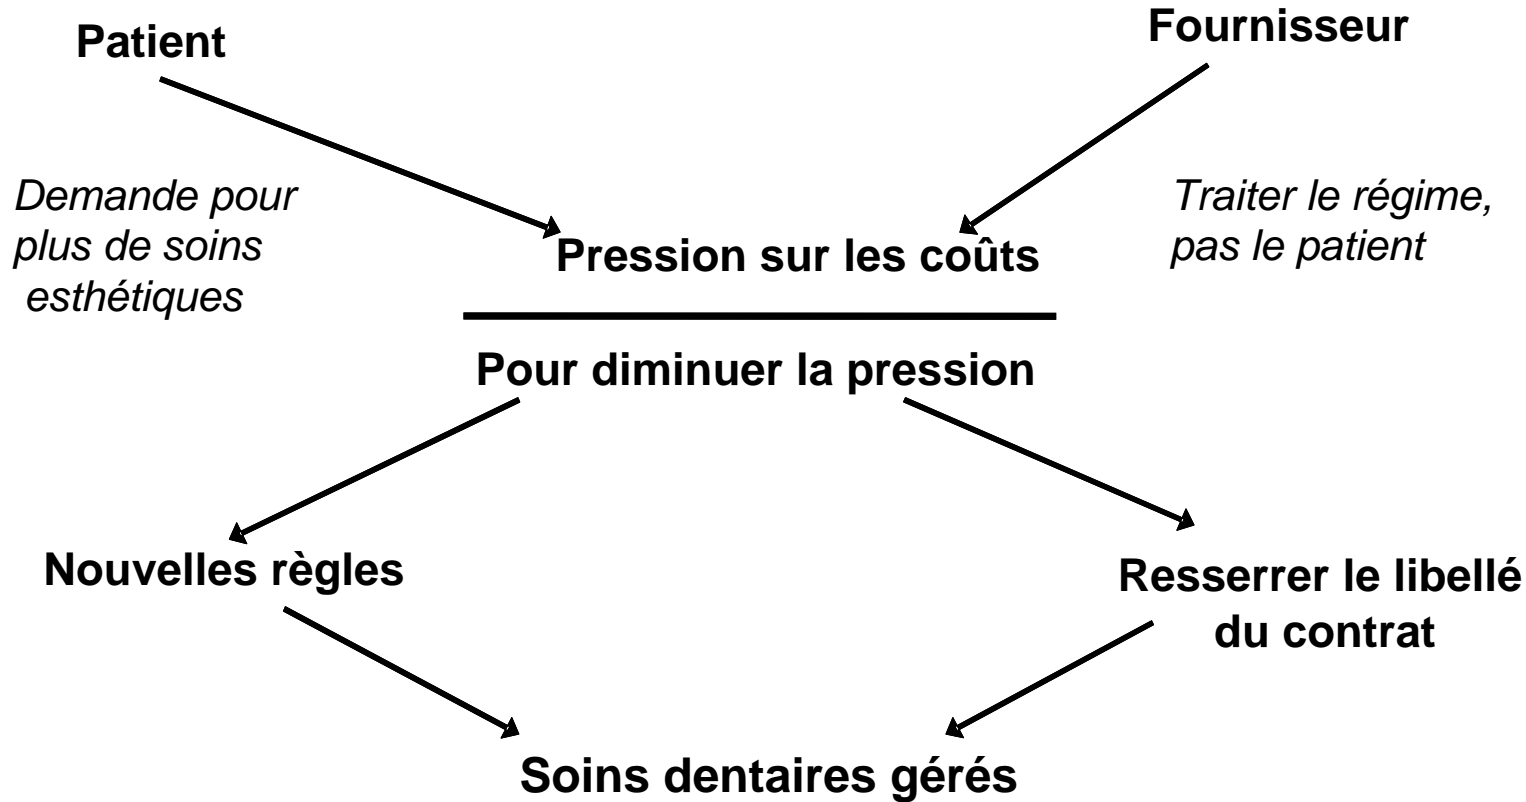 Patient
Fournisseur
Demande pour
plus de soins
esthétiques
Traiter le régime,
pas le patient
Pression sur les coûts
Pour diminuer la pression
Nouvelles règles
Resserrer le libellé
du contrat
Soins dentaires gérés